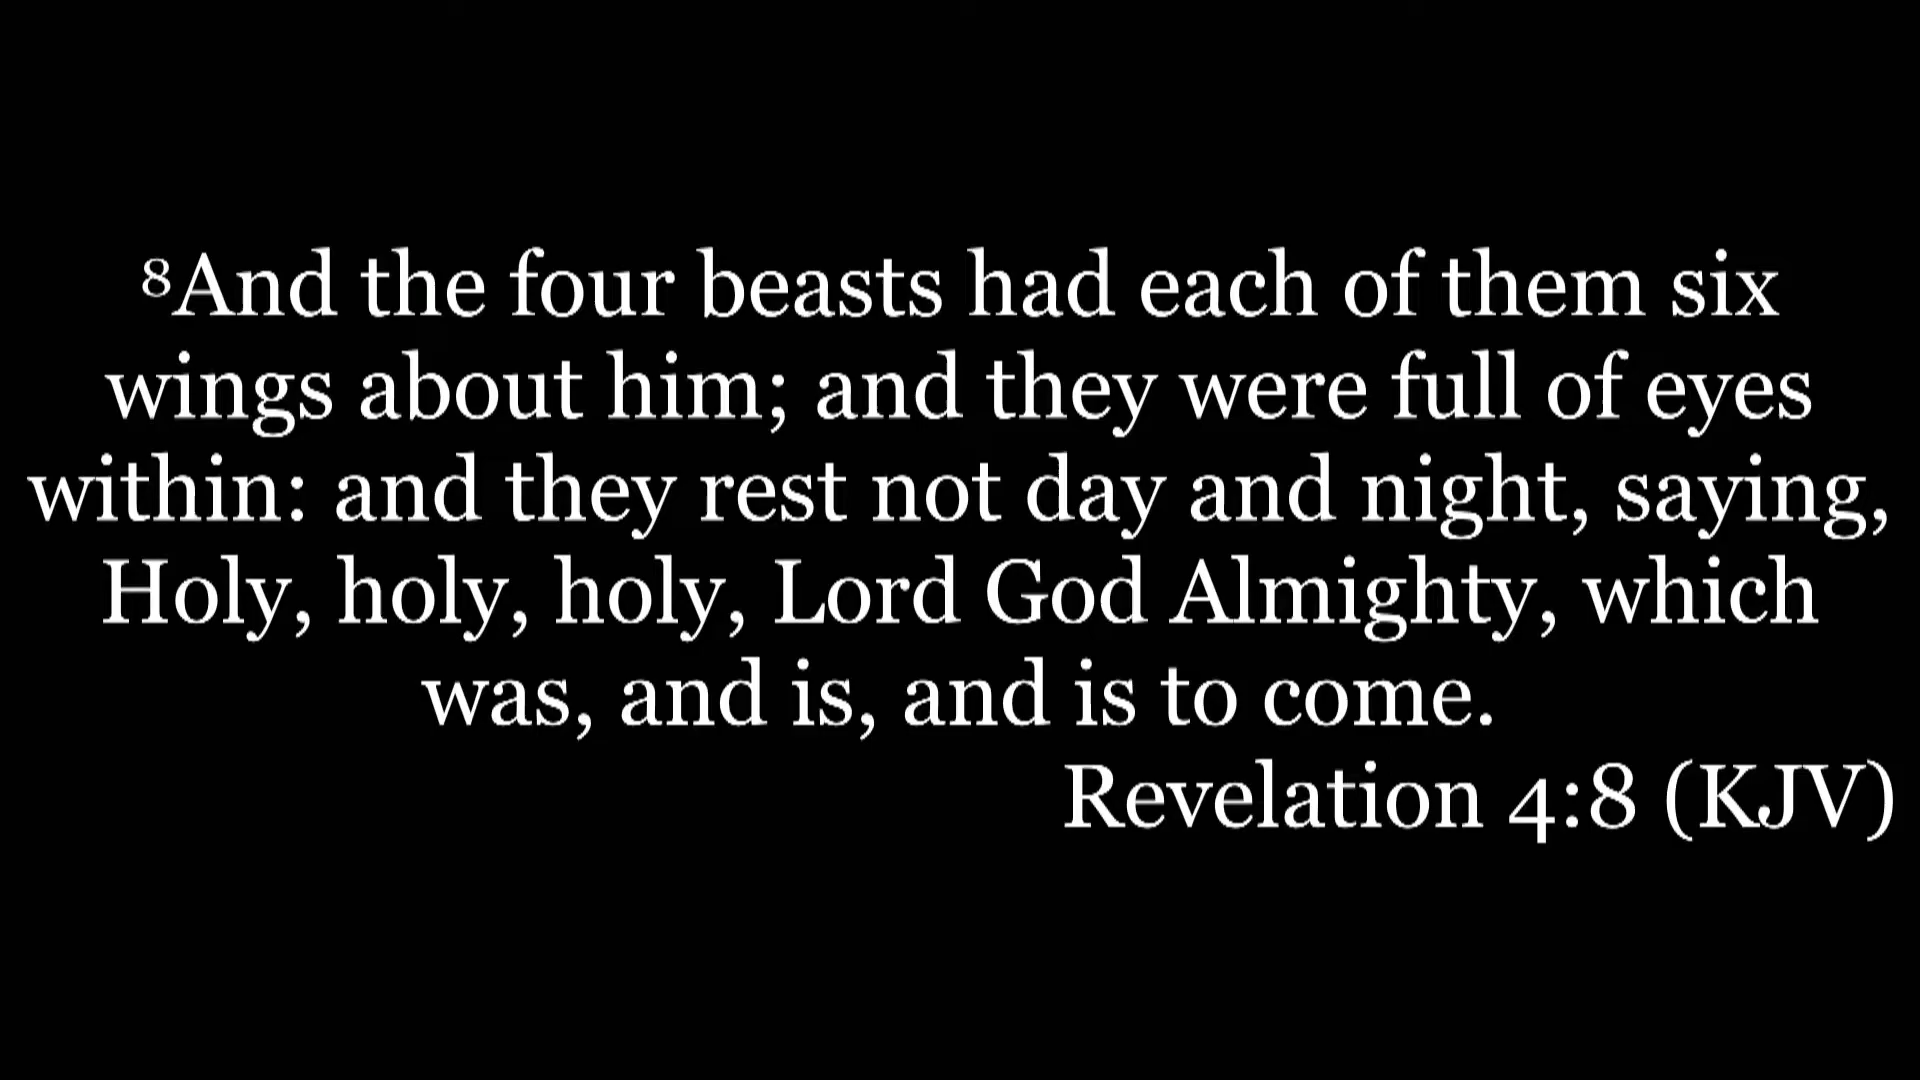 ⁸And the four beasts had each of them six
wings about him; and they were full of eyes
within: and they rest not day and night, saying,
Holy, holy, holy, Lord God Almighty, which
was, and is, and is to come.
Revelation 4:8 (KJV)